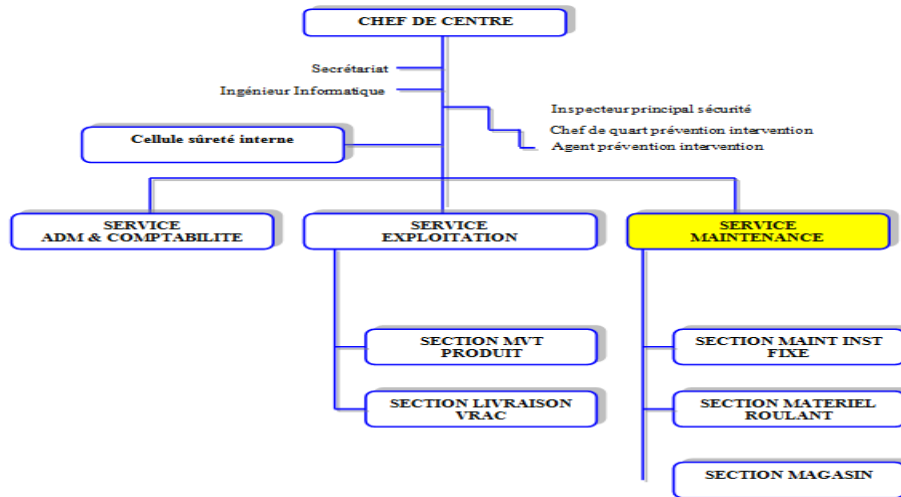 CHEF DE CENTRE
Secrétariat
Ingénieur Informatique
Inspecteur principal sécurité
Chef de quart prévention intervention
Agent prévention intervention
Cellule sûreté interne
SERVICE
ADM & COMPTABILITE
SERVICE
EXPLOITATION
SERVICE
MAINTENANCE
SECTION MVT
PRODUIT
SECTION LIVRAISON
VRAC
SECTION MAINT INST
FIXE
SECTION MATERIEL
ROULANT
SECTION MAGASIN